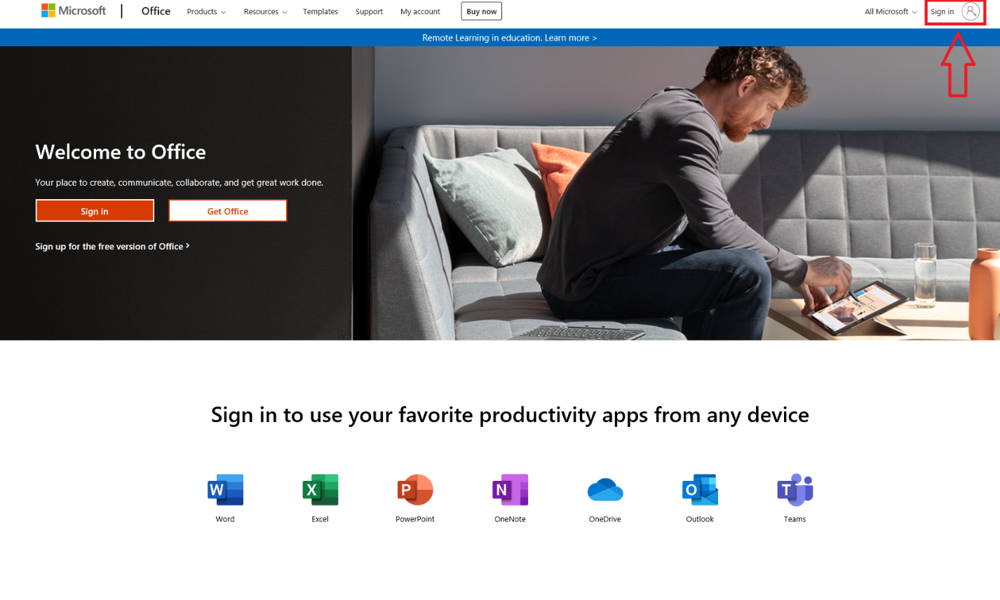 Microsoft
Office
Products
Resources
Templates
Support
My account
Buy now
All Microsoft
Sign in
Remote Learning in education. Learn more >
Welcome to Office
Your place to create, communicate, collaborate, and get great work done.
Sign in
Get Office
Sign up for the free version of Office >
Sign in to use your favorite productivity apps from any device
W
X
P
N
O
T
Word
Excel
PowerPoint
OneNote
OneDrive
Outlook
Teams